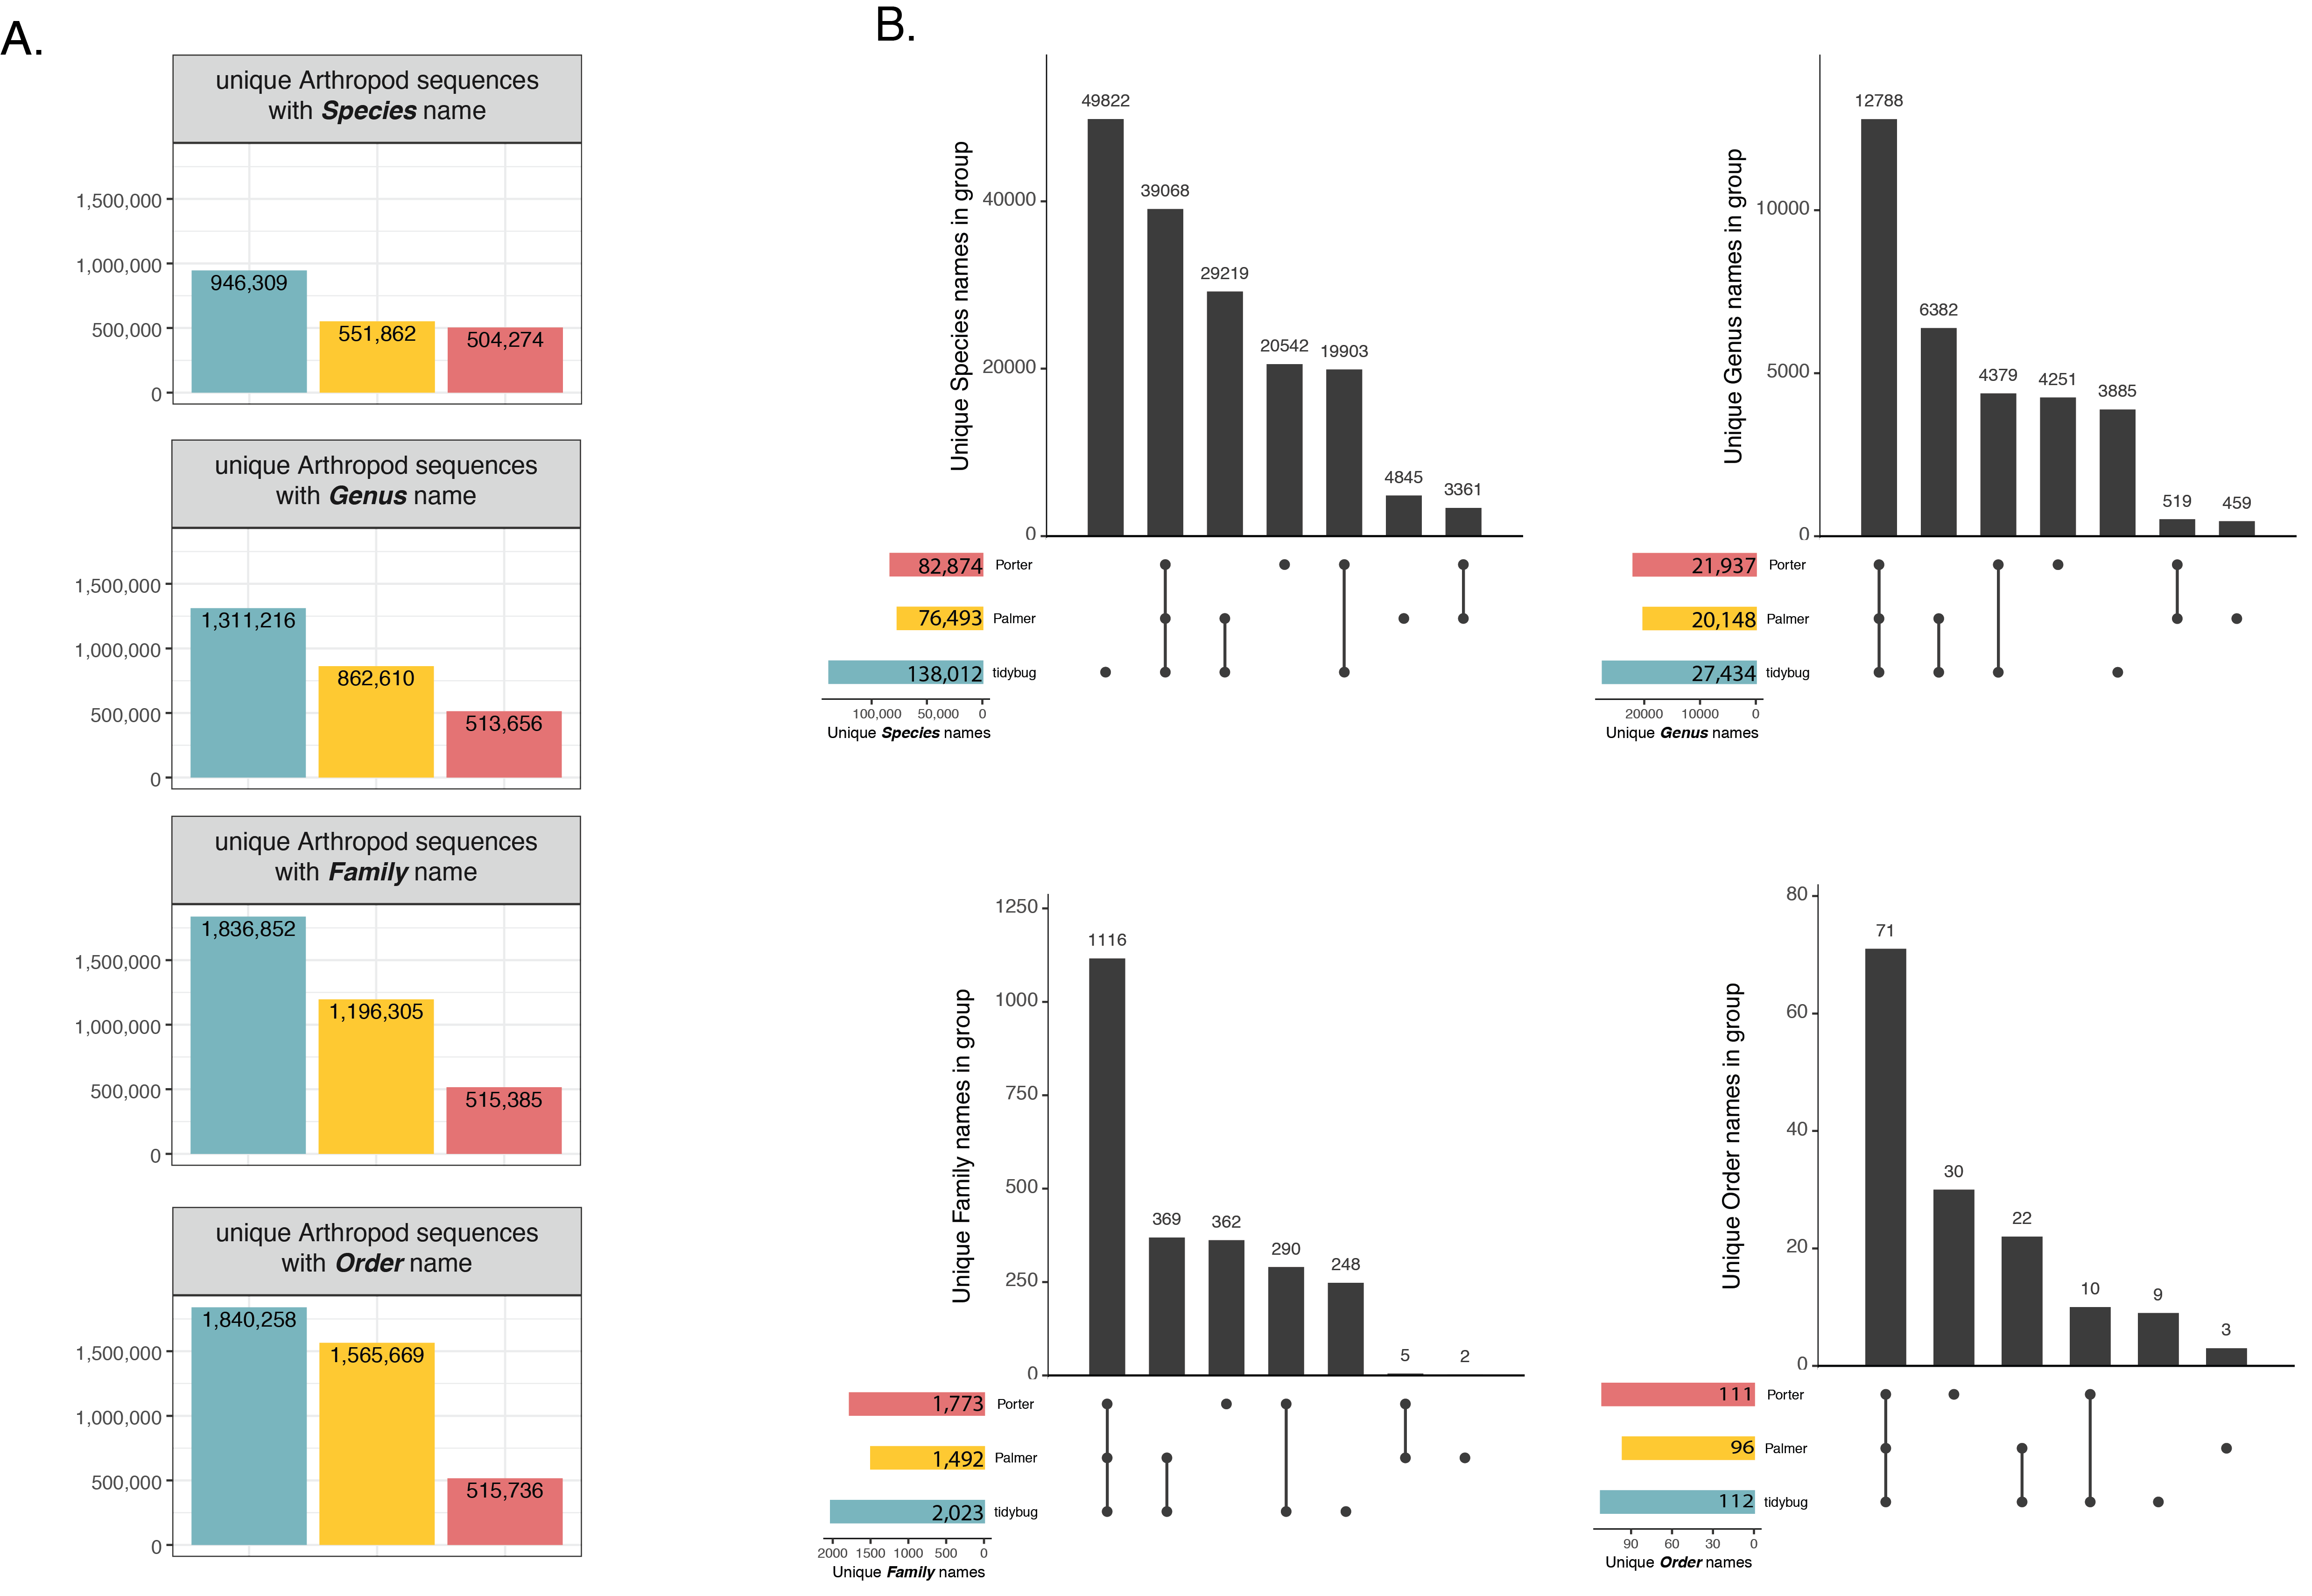 A.
unique Arthropod sequences
with Species name
1,500,000
1,000,000
500,000
0
946,309
551,862
504,274
unique Arthropod sequences
with Genus name
1,500,000
1,000,000
500,000
0
1,311,216
862,610
513,656
unique Arthropod sequences
with Family name
1,500,000
1,000,000
500,000
0
1,836,852
1,196,305
515,385
unique Arthropod sequences
with Order name
1,500,000
1,000,000
500,000
0
1,840,258
1,565,669
515,736
B.
Unique Species names in group
40000
20000
0
49822
39068
29219
20542
19903
4845
3361
82,874 Porter
76,493 Palmer
138,012 tidybug
100,000 50,000 0
Unique Species names
Unique Genus names in group
10000
5000
0
12788
6382
4379
4251
3885
519
459
21,937 Porter
20,148 Palmer
27,434 tidybug
20000 10000 0
Unique Genus names
Unique Family names in group
1250
1000
750
500
250
0
1116
369
362
290
248
5
2
1,773 Porter
1,492 Palmer
2,023 tidybug
2000 1500 1000 500 0
Unique Family names
Unique Order names in group
80
60
40
20
0
71
30
22
10
9
3
111 Porter
96 Palmer
112 tidybug
90 60 30 0
Unique Order names